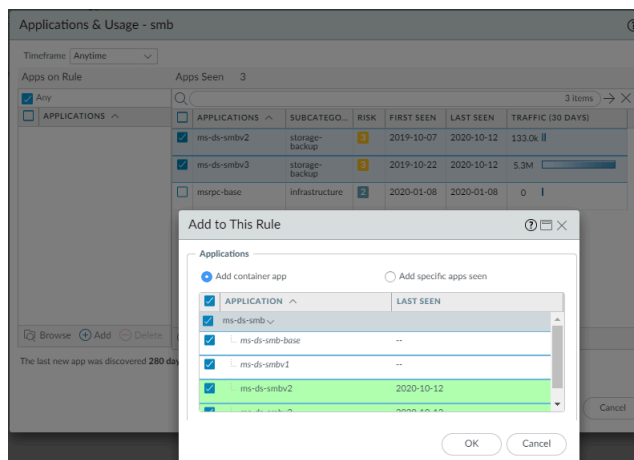 Applications & Usage - smb
Timeframe Anytime
Apps on Rule
Apps Seen 3
Any
3 items
APPLICATIONS
APPLICATIONS SUBCATEGO... RISK FIRST SEEN LAST SEEN TRAFFIC (30 DAYS)
ms-ds-smbv2 storage-backup 3 2019-10-07 2020-10-12 133.0k
ms-ds-smbv3 storage-backup 3 2019-10-22 2020-10-12 5.3M
msrpc-base infrastructure 2 2020-01-08 2020-01-08 0
Add to This Rule
Applications
Add container app Add specific apps seen
APPLICATION LAST SEEN
ms-ds-smb
ms-ds-smb-base --
ms-ds-smbv1 --
ms-ds-smbv2 2020-10-12
Browse Add Delete
The last new app was discovered 280 day
Cancel
OK Cancel